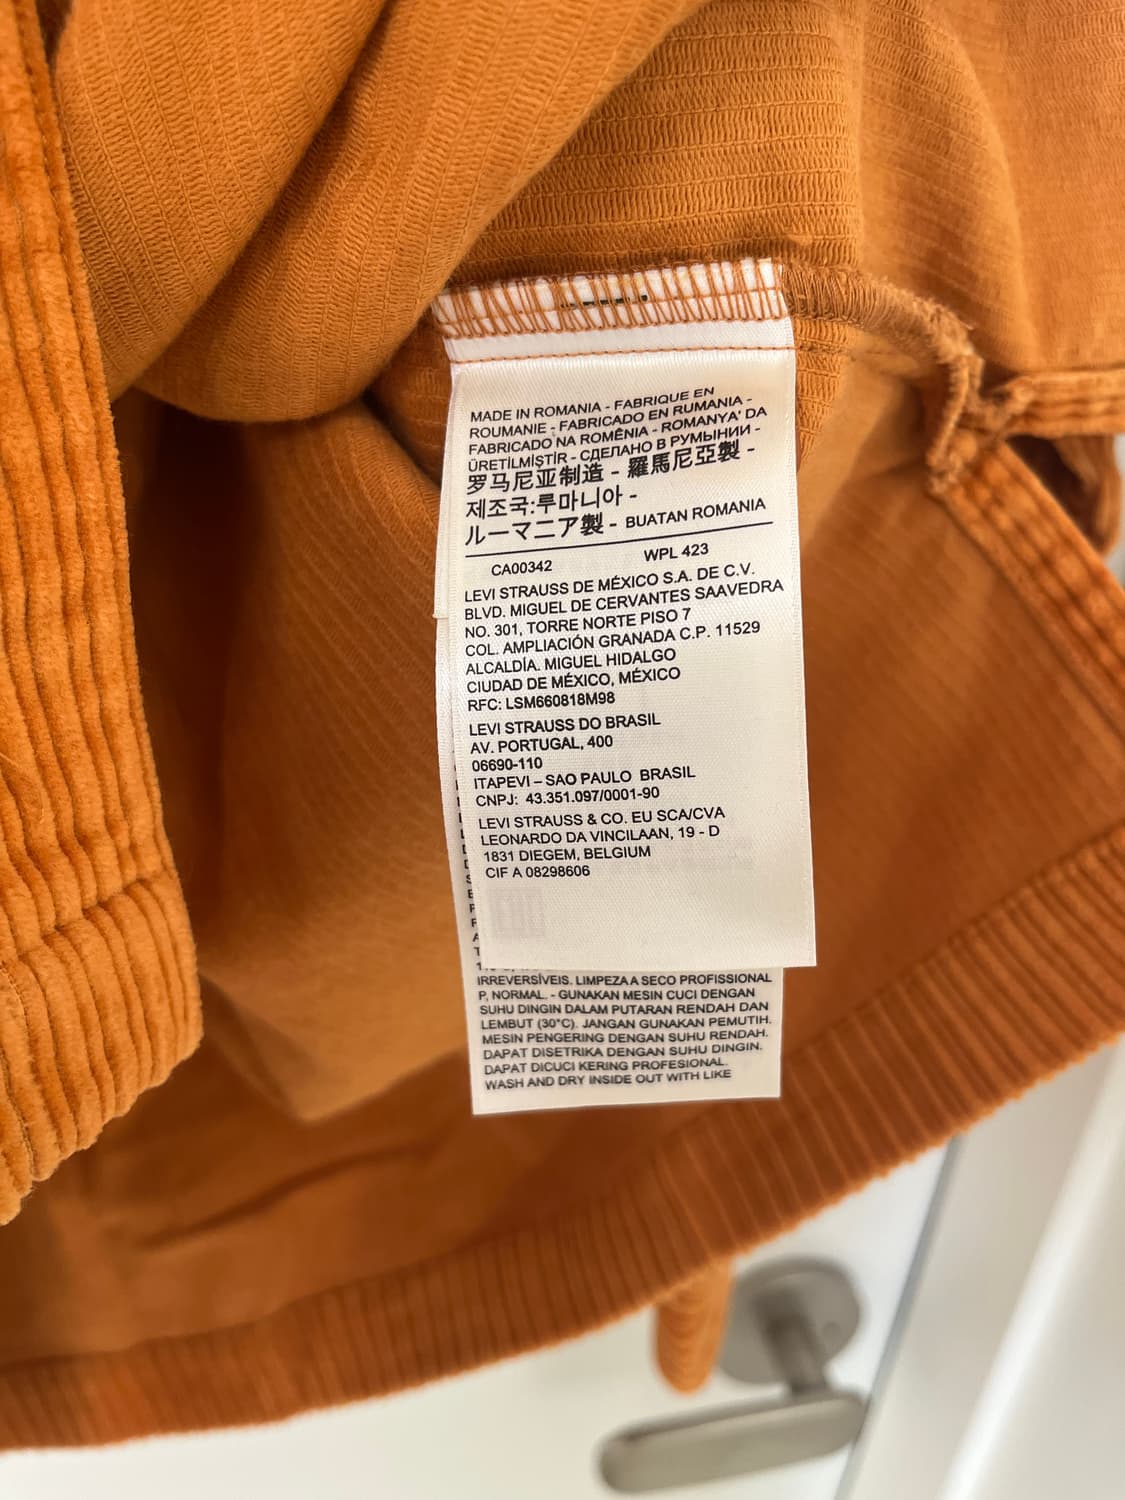 MADE IN ROMANIA - FABRIQUE EN
ROUMANIE - FABRICADO EN RUMANIA -
FABRICADO NA ROMÊNIA - ROMANYA' DA
ÜRETİLMİŞTİR - СДЕЛАНО В РУМЫНИИ -
罗马尼亚制造 - 羅馬尼亞製 -
제조국:루마니아 -
ルーマニア製 - BUATAN ROMANIA
CA00342 WPL 423
LEVI STRAUSS DE MÉXICO S.A. DE C.V.
BLVD. MIGUEL DE CERVANTES SAAVEDRA
NO. 301, TORRE NORTE PISO 7
COL. AMPLIACIÓN GRANADA C.P. 11529
ALCALDÍA. MIGUEL HIDALGO
CIUDAD DE MÉXICO, MÉXICO
RFC: LSM660818M98
LEVI STRAUSS DO BRASIL
AV. PORTUGAL, 400
06690-110
ITAPEVI – SAO PAULO BRASIL
CNPJ: 43.351.097/0001-90
LEVI STRAUSS & CO. EU SCA/CVA
LEONARDO DA VINCILAAN, 19 - D
1831 DIEGEM, BELGIUM
CIF A 08298606
IRREVERSÍVEIS. LIMPEZA A SECO PROFISSIONAL
P, NORMAL. - GUNAKAN MESIN CUCI DENGAN
SUHU DINGIN DALAM PUTARAN RENDAH DAN
LEMBUT (30°C). JANGAN GUNAKAN PEMUTIH.
MESIN PENGERING DENGAN SUHU RENDAH.
DAPAT DISETRIKA DENGAN SUHU DINGIN.
DAPAT DICUCI KERING PROFESIONAL.
WASH AND DRY INSIDE OUT WITH LIKE